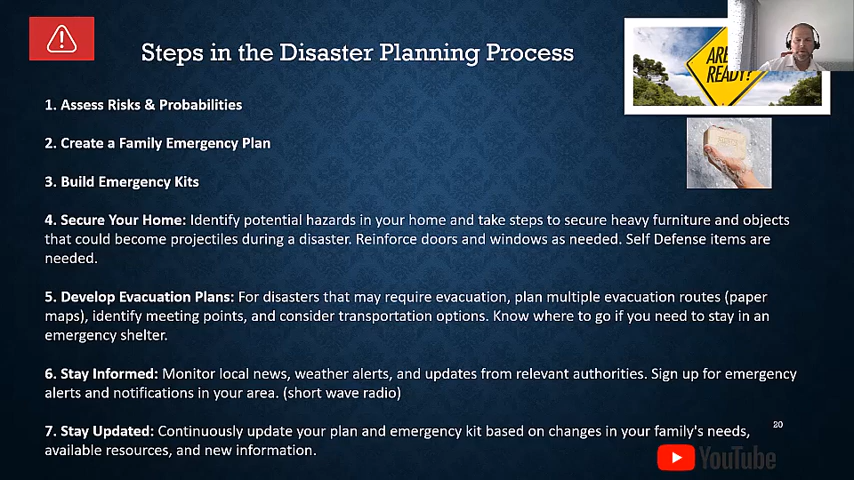 Steps in the Disaster Planning Process
ARE
READY?
1. Assess Risks & Probabilities
2. Create a Family Emergency Plan
3. Build Emergency Kits
4. Secure Your Home: Identify potential hazards in your home and take steps to secure heavy furniture and objects
that could become projectiles during a disaster. Reinforce doors and windows as needed. Self Defense items are
needed.
5. Develop Evacuation Plans: For disasters that may require evacuation, plan multiple evacuation routes (paper
maps), identify meeting points, and consider transportation options. Know where to go if you need to stay in an
emergency shelter.
6. Stay Informed: Monitor local news, weather alerts, and updates from relevant authorities. Sign up for emergency
alerts and notifications in your area. (short wave radio)
7. Stay Updated: Continuously update your plan and emergency kit based on changes in your family's needs,
available resources, and new information.
20
YouTube